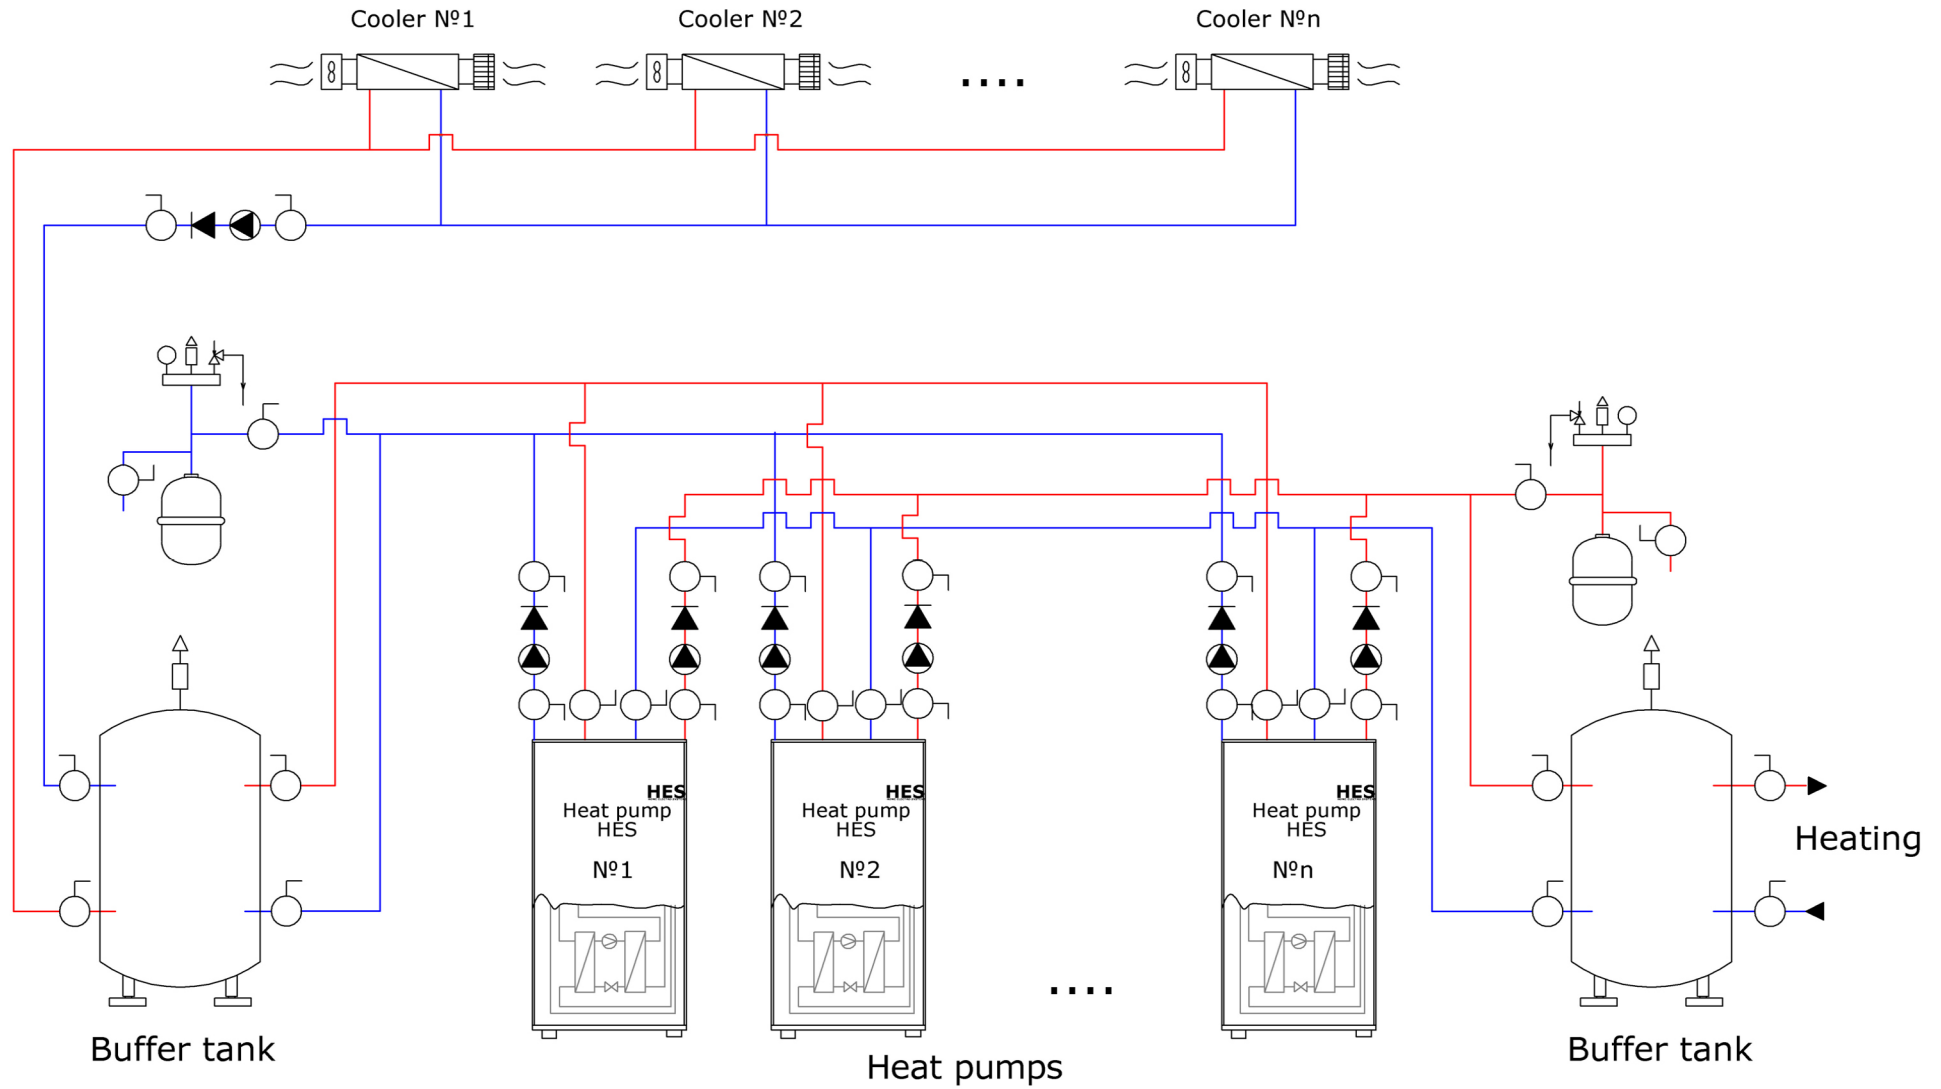 Cooler №1
Cooler №2
Cooler №n
....
HES
Heat pump
HES
№1
HES
Heat pump
HES
№2
HES
Heat pump
HES
№n
....
Heating
Buffer tank
Heat pumps
Buffer tank